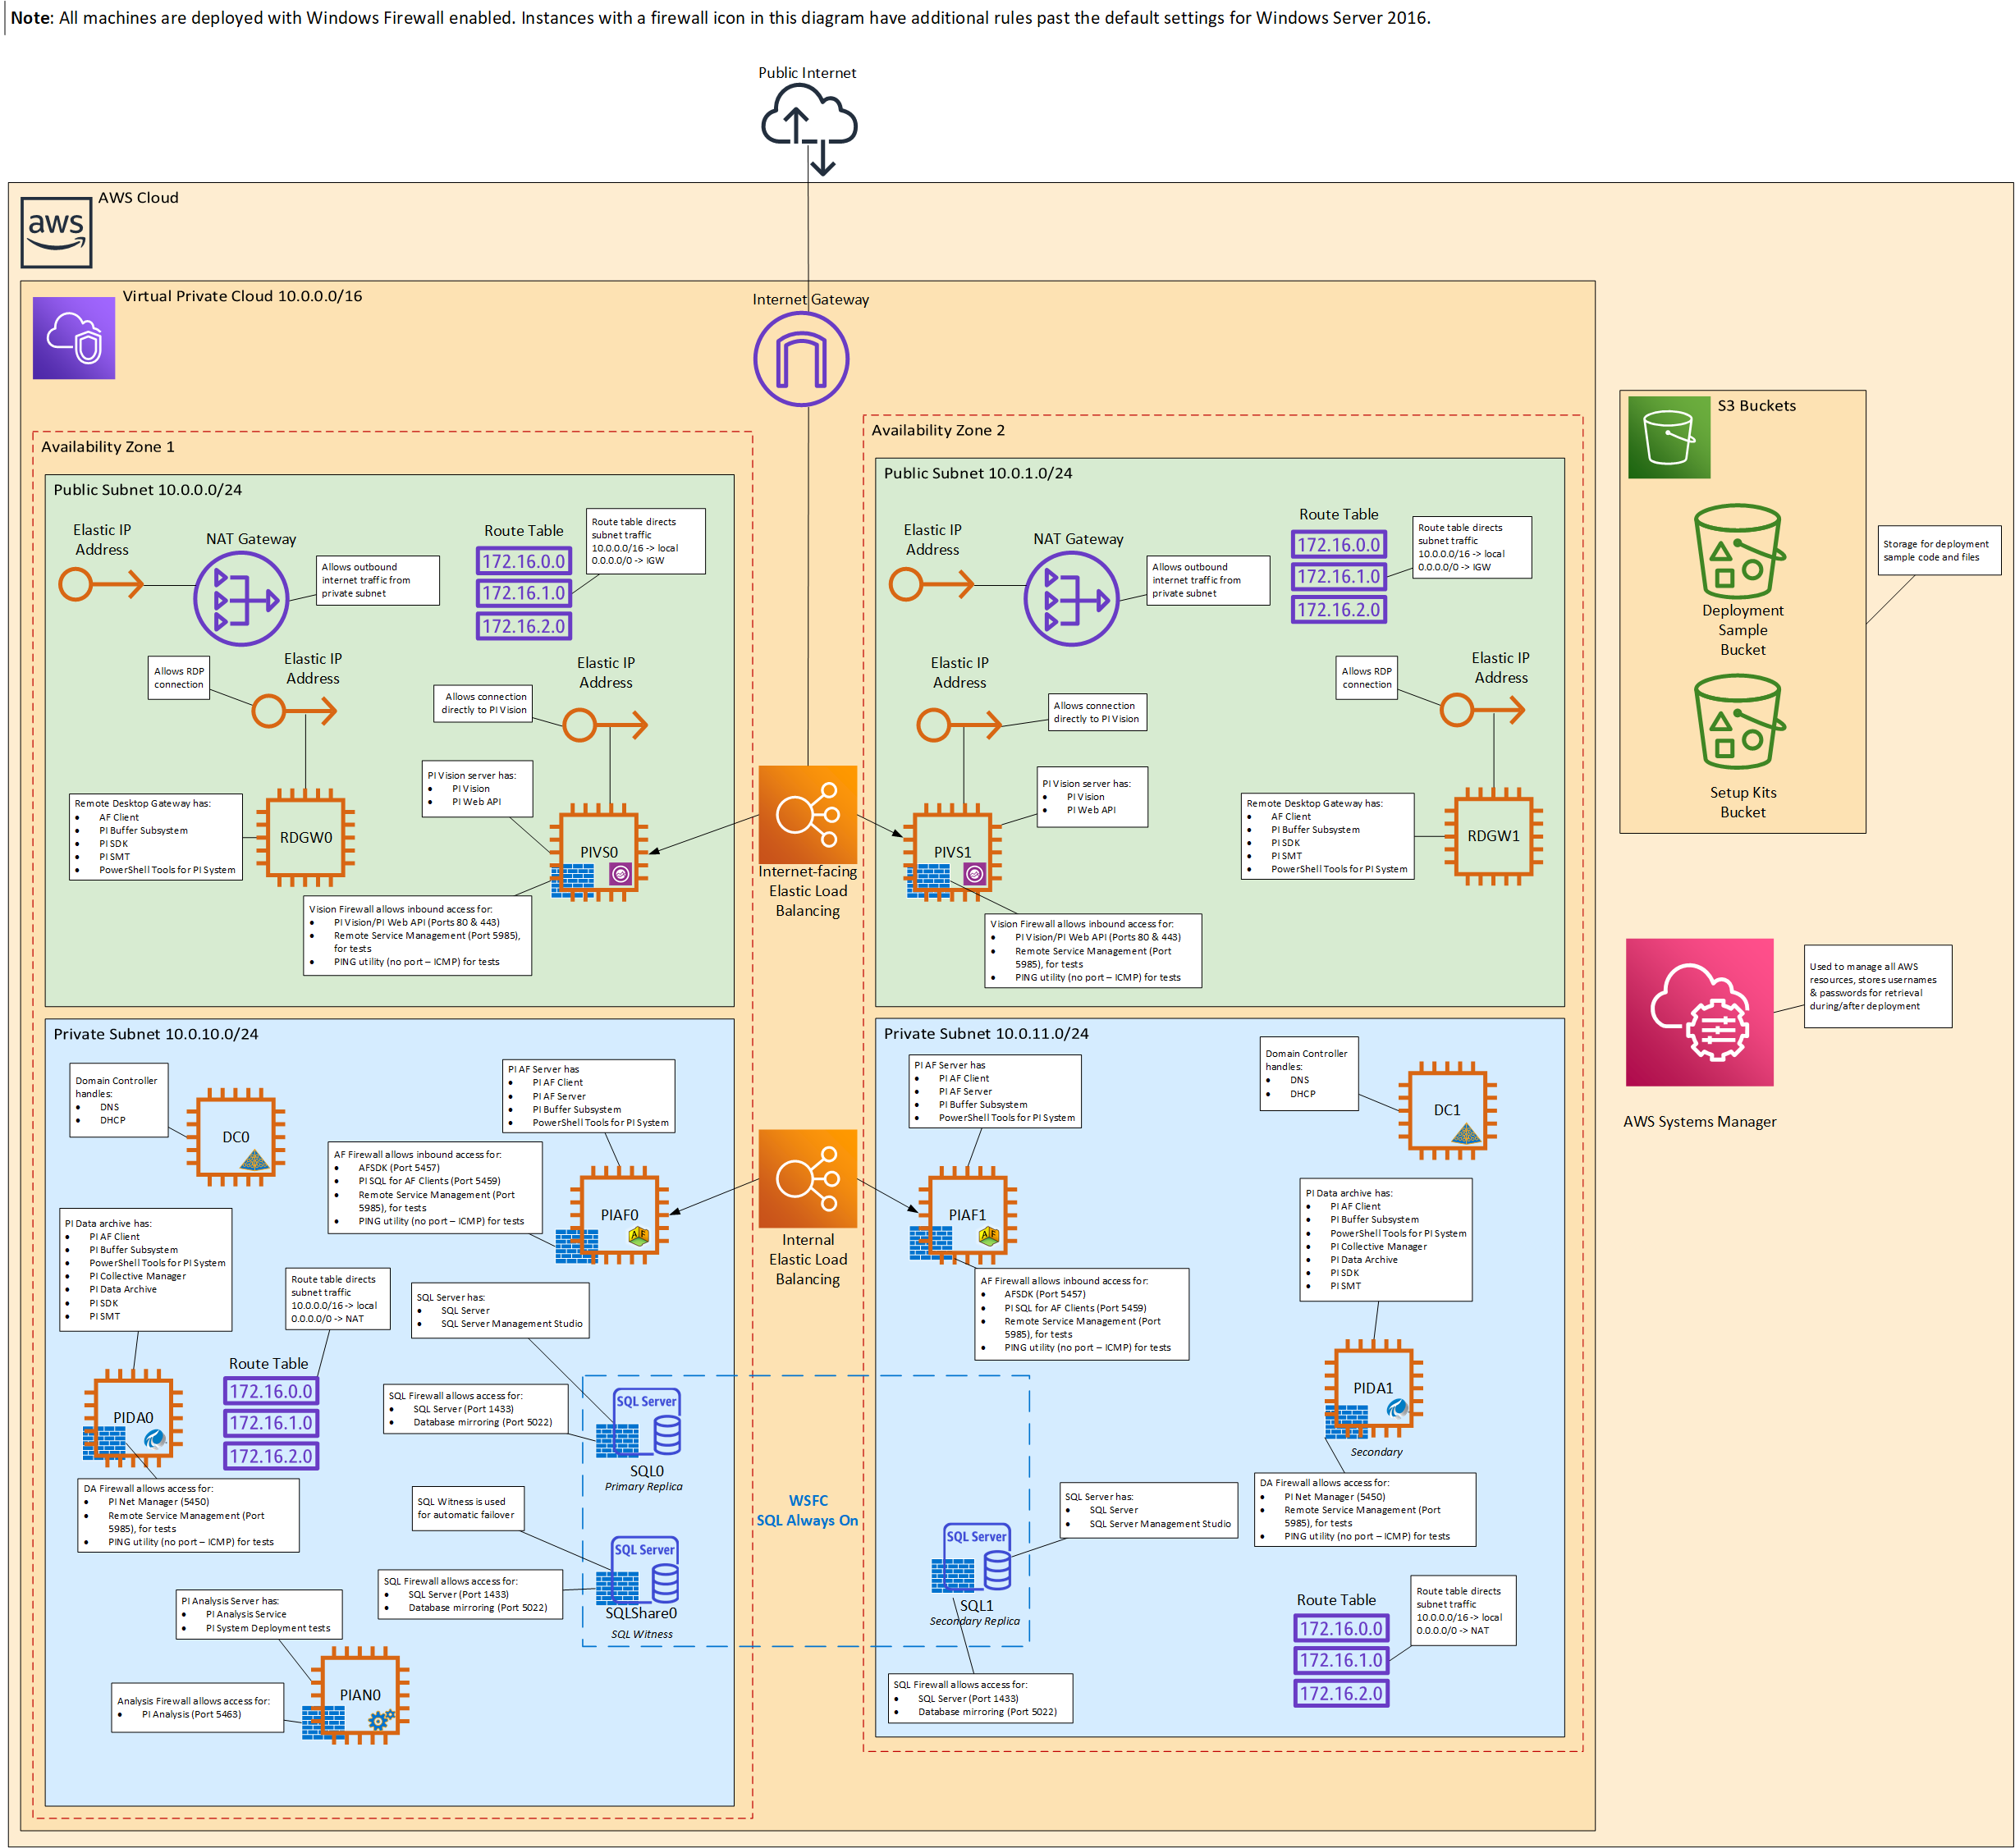 Note: All machines are deployed with Windows Firewall enabled. Instances with a firewall icon in this diagram have additional rules past the default settings for Windows Server 2016.
Public Internet
AWS Cloud
aws
Virtual Private Cloud 10.0.0.0/16
Internet Gateway
Availability Zone 1
Public Subnet 10.0.0.0/24
Elastic IP
Address
NAT Gateway
Allows outbound
internet traffic from
private subnet
Route Table
172.16.0.0
172.16.1.0
172.16.2.0
Route table directs
subnet traffic
10.0.0.0/16 -> local
0.0.0.0/0 -> IGW
Allows RDP
connection
Elastic IP
Address
Allows connection
directly to PI Vision
Elastic IP
Address
PI Vision server has:
• PI Vision
• PI Web API
Remote Desktop Gateway has:
• AF Client
• PI Buffer Subsystem
• PI SDK
• PI SMT
• PowerShell Tools for PI System
RDGW0
PIVS0
Vision Firewall allows inbound access for:
• PI Vision/PI Web API (Ports 80 & 443)
• Remote Service Management (Port 5985),
for tests
• PING utility (no port – ICMP) for tests
Internet-facing
Elastic Load
Balancing
Availability Zone 2
Public Subnet 10.0.1.0/24
Elastic IP
Address
NAT Gateway
Allows outbound
internet traffic from
private subnet
Route Table
172.16.0.0
172.16.1.0
172.16.2.0
Route table directs
subnet traffic
10.0.0.0/16 -> local
0.0.0.0/0 -> IGW
Elastic IP
Address
Allows connection
directly to PI Vision
Allows RDP
connection
Elastic IP
Address
PI Vision server has:
• PI Vision
• PI Web API
PIVS1
Remote Desktop Gateway has:
• AF Client
• PI Buffer Subsystem
• PI SDK
• PI SMT
• PowerShell Tools for PI System
RDGW1
Vision Firewall allows inbound access for:
• PI Vision/PI Web API (Ports 80 & 443)
• Remote Service Management (Port
5985), for tests
• PING utility (no port – ICMP) for tests
S3 Buckets
Deployment
Sample
Bucket
Setup Kits
Bucket
Storage for deployment
sample code and files
Used to manage all AWS
resources, stores usernames
& passwords for retrieval
during/after deployment
AWS Systems Manager
Private Subnet 10.0.10.0/24
Domain Controller
handles:
• DNS
• DHCP
DC0
PI AF Server has
• PI AF Client
• PI AF Server
• PI Buffer Subsystem
• PowerShell Tools for PI System
AF Firewall allows inbound access for:
• AFSDK (Port 5457)
• PI SQL for AF Clients (Port 5459)
• Remote Service Management (Port
5985), for tests
• PING utility (no port – ICMP) for tests
PIAF0
AF
PI Data archive has:
• PI AF Client
• PI Buffer Subsystem
• PowerShell Tools for PI System
• PI Collective Manager
• PI Data Archive
• PI SDK
• PI SMT
Route table directs
subnet traffic
10.0.0.0/16 -> local
0.0.0.0/0 -> NAT
SQL Server has:
• SQL Server
• SQL Server Management Studio
PIDA0
Route Table
172.16.0.0
172.16.1.0
172.16.2.0
SQL Firewall allows access for:
• SQL Server (Port 1433)
• Database mirroring (Port 5022)
SQL Server
SQL0
Primary Replica
DA Firewall allows access for:
• PI Net Manager (5450)
• Remote Service Management (Port
5985), for tests
• PING utility (no port – ICMP) for tests
SQL Witness is used
for automatic failover
SQL Firewall allows access for:
• SQL Server (Port 1433)
• Database mirroring (Port 5022)
SQL Server
SQLShare0
SQL Witness
PI Analysis Server has:
• PI Analysis Service
• PI System Deployment tests
Analysis Firewall allows access for:
• PI Analysis (Port 5463)
PIAN0
Internal
Elastic Load
Balancing
WSFC
SQL Always On
Private Subnet 10.0.11.0/24
PI AF Server has
• PI AF Client
• PI AF Server
• PI Buffer Subsystem
• PowerShell Tools for PI System
PIAF1
AF
AF Firewall allows inbound access for:
• AFSDK (Port 5457)
• PI SQL for AF Clients (Port 5459)
• Remote Service Management (Port
5985), for tests
• PING utility (no port – ICMP) for tests
Domain Controller
handles:
• DNS
• DHCP
DC1
PI Data archive has:
• PI AF Client
• PI Buffer Subsystem
• PowerShell Tools for PI System
• PI Collective Manager
• PI Data Archive
• PI SDK
• PI SMT
PIDA1
Secondary
DA Firewall allows access for:
• PI Net Manager (5450)
• Remote Service Management (Port
5985), for tests
• PING utility (no port – ICMP) for tests
SQL Server has:
• SQL Server
• SQL Server Management Studio
SQL Server
SQL1
Secondary Replica
SQL Firewall allows access for:
• SQL Server (Port 1433)
• Database mirroring (Port 5022)
Route Table
172.16.0.0
172.16.1.0
172.16.2.0
Route table directs
subnet traffic
10.0.0.0/16 -> local
0.0.0.0/0 -> NAT